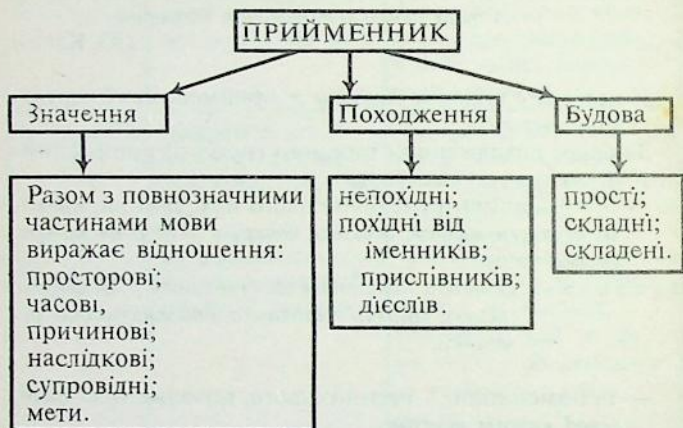 ПРИЙМЕННИК
Значення
Походження
Будова
Разом з повнозначними
частинами мови
виражає відношення:
просторові;
часові,
причинові;
наслідкові;
супровідні;
мети.
непохідні;
похідні від
іменників;
прислівників;
дієслів.
прості;
складні;
складені.